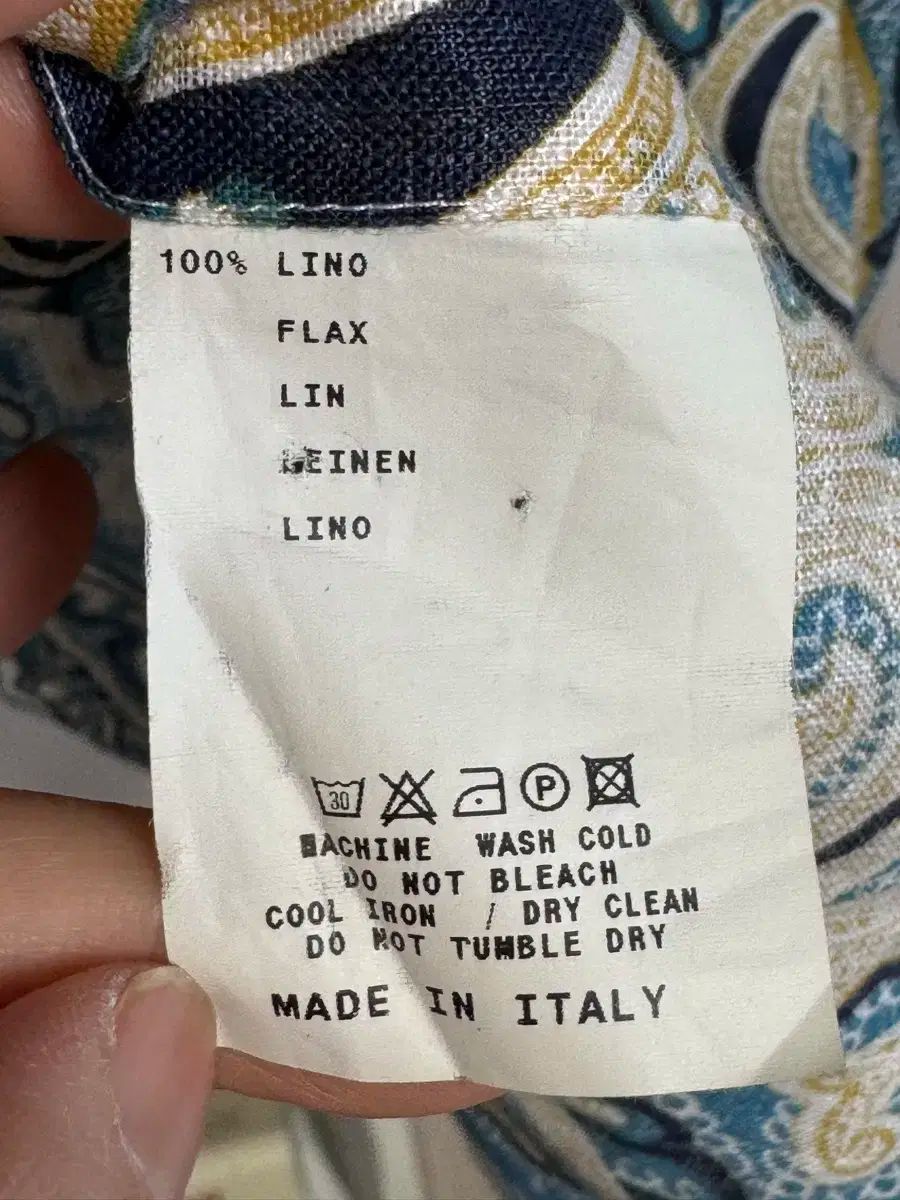 100% LINO
FLAX
LIN
LEINEN
LINO
30 P
MACHINE WASH COLD
DO NOT BLEACH
COOL IRON / DRY CLEAN
DO NOT TUMBLE DRY
MADE IN ITALY